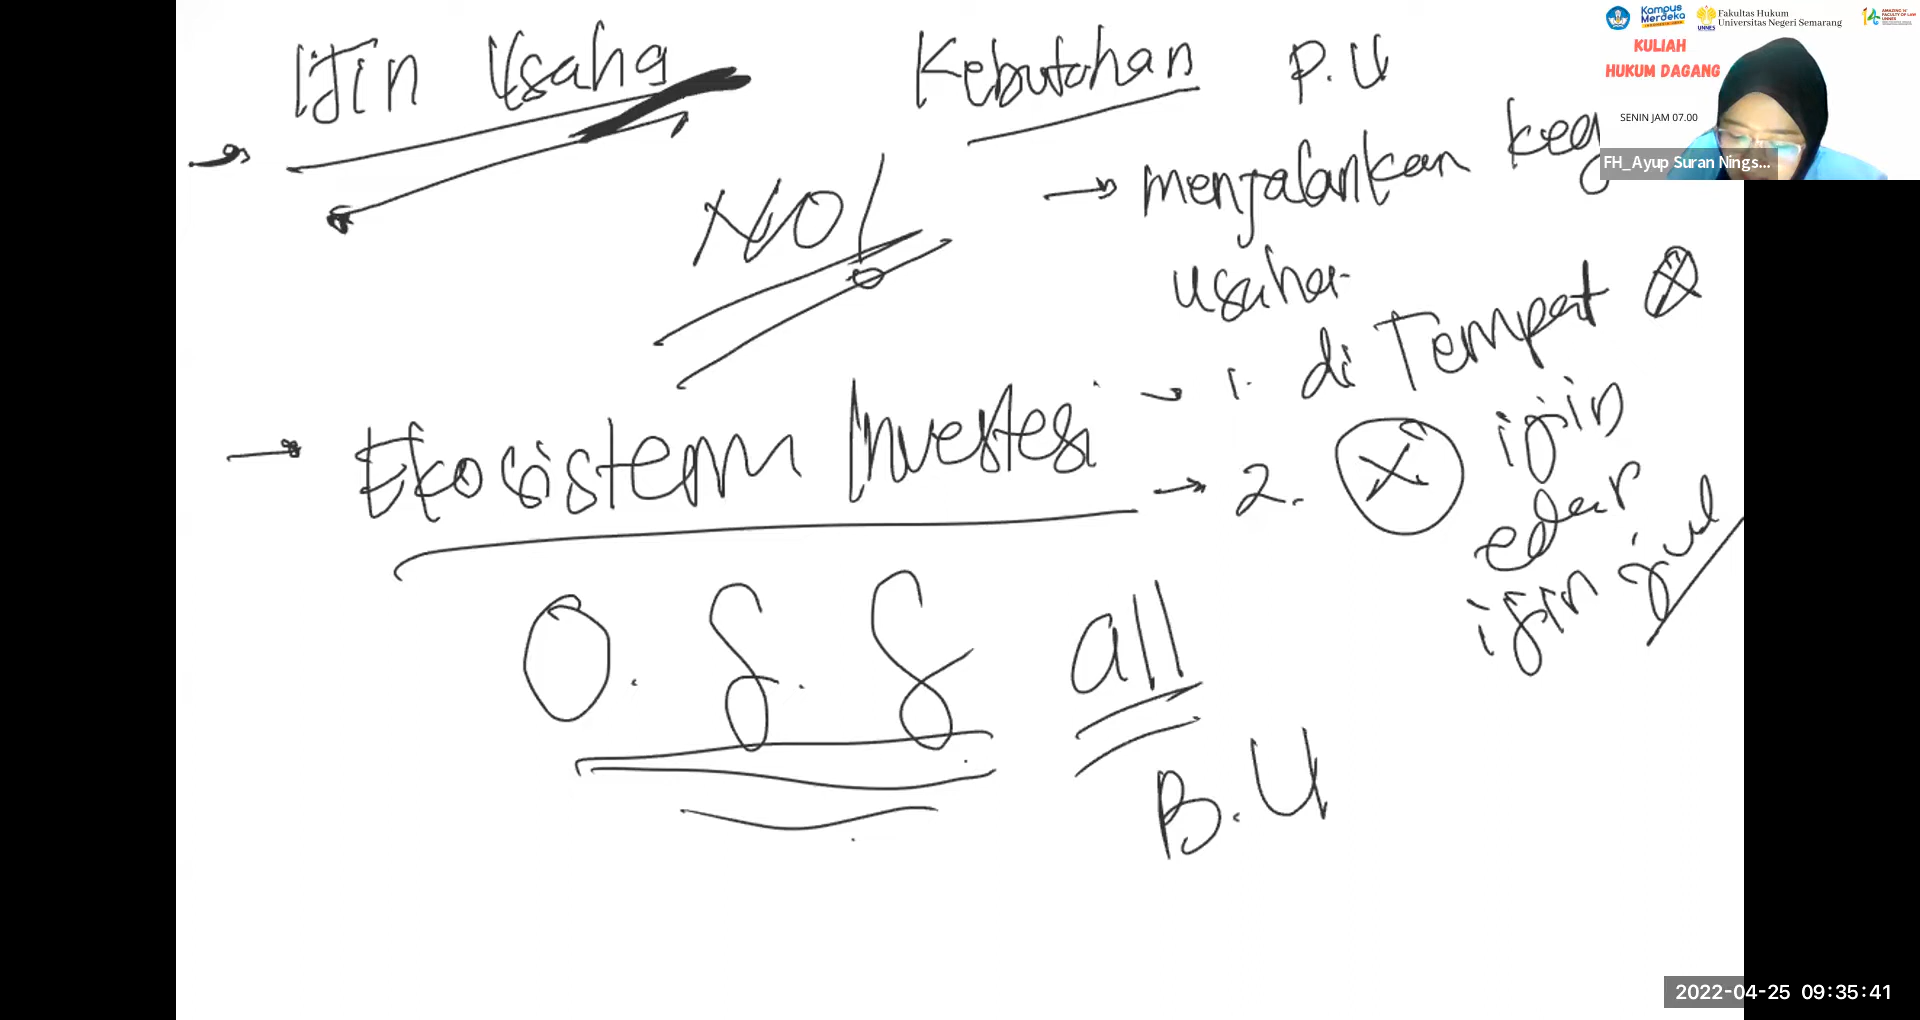 Ijin Usaha
Kebutuhan P.U
→ menjalankan keg
usaha
NO!
Ekosistem Investasi
→ 1. di Tempat X
→ 2. X ijin
edar
ijin jual
O.S.S all
B.U
Kampus
Merdeka
UNNES
Fakultas Hukum
Universitas Negeri Semarang
KULIAH
HUKUM DAGANG
SENIN JAM 07.00
FH_Ayup Suran Nings...
2022-04-25 09:35:41